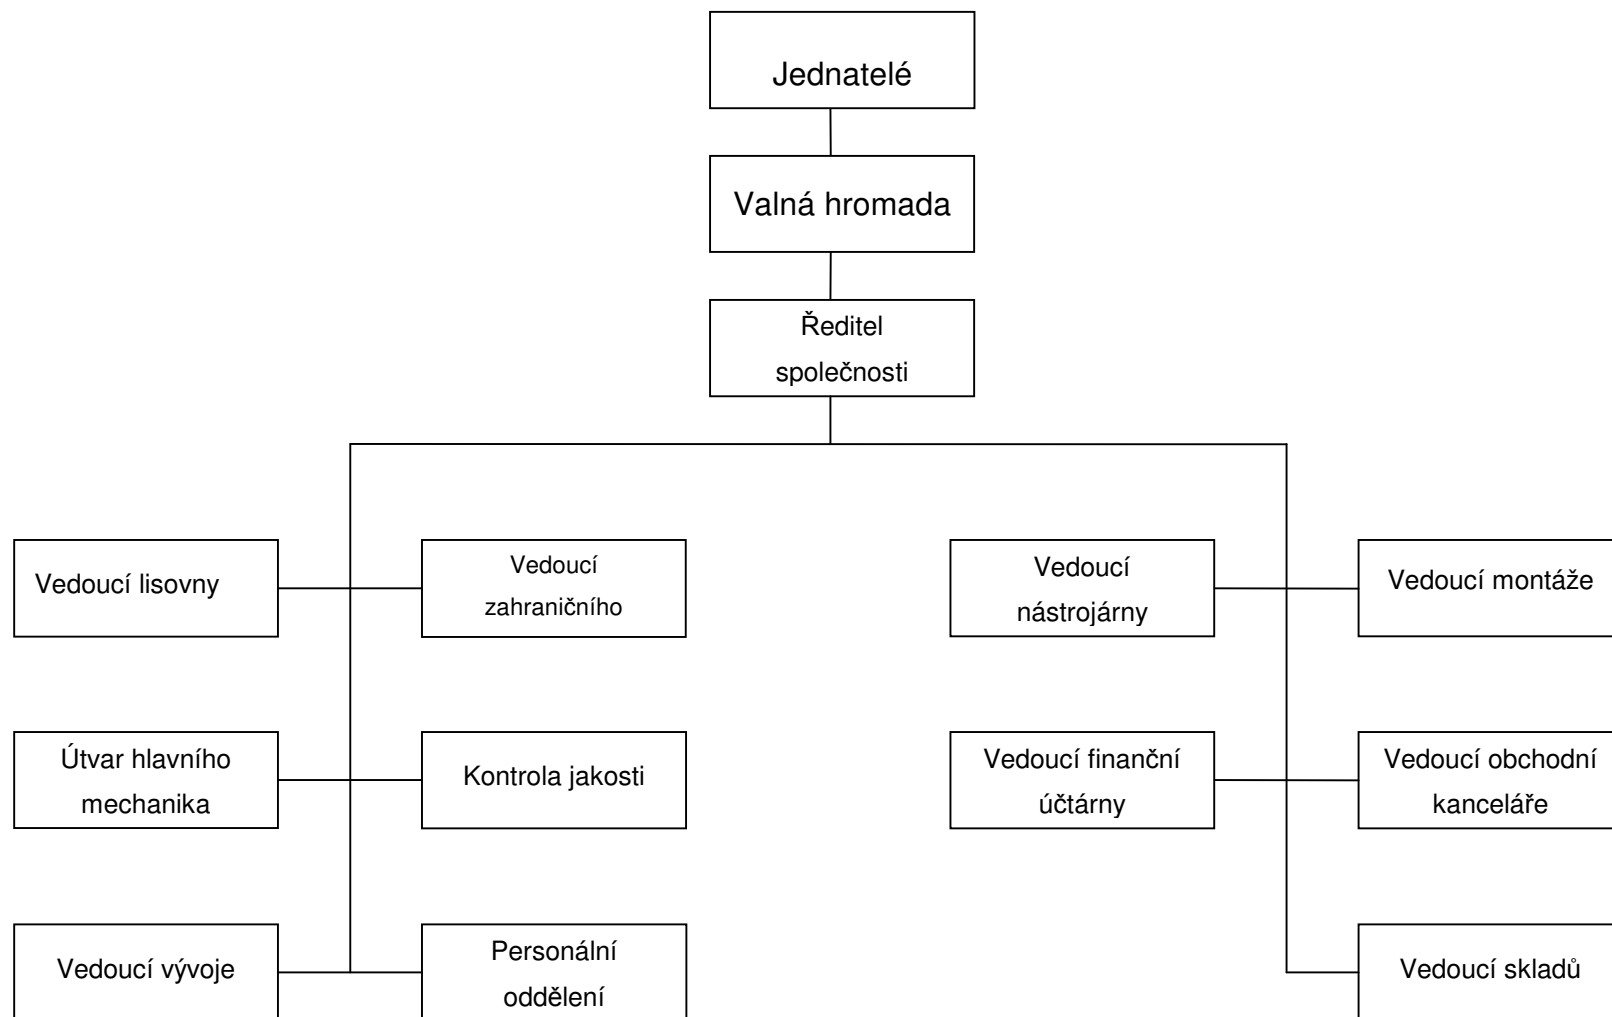 Jednatelé
Valná hromada
Ředitel
společnosti
Vedoucí lisovny
Vedoucí
zahraničního
Vedoucí
nástrojárny
Vedoucí montáže
Útvar hlavního
mechanika
Kontrola jakosti
Vedoucí finanční
účtárny
Vedoucí obchodní
kanceláře
Vedoucí vývoje
Personální
oddělení
Vedoucí skladů